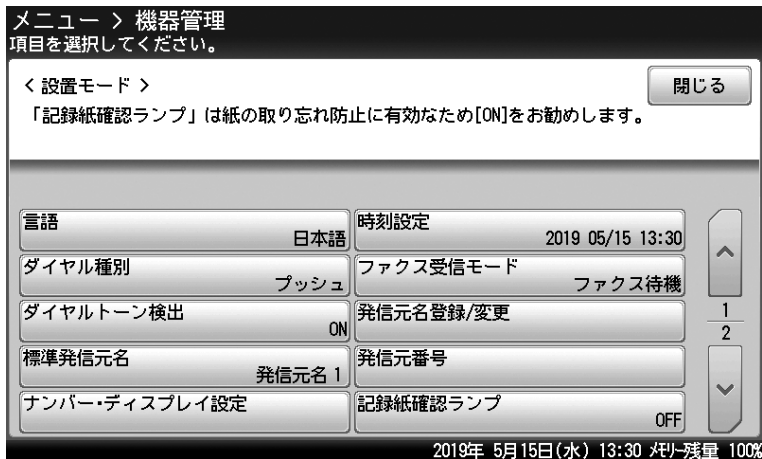 メニュー > 機器管理
項目を選択してください。
< 設置モード >
閉じる
「記録紙確認ランプ」は紙の取り忘れ防止に有効なため[ON]をお勧めします。
言語
日本語
時刻設定
2019 05/15 13:30
ダイヤル種別
プッシュ
ファクス受信モード
ファクス待機
ダイヤルトーン検出
ON
発信元名登録/変更
標準発信元名
発信元名 1
発信元番号
ナンバー・ディスプレイ設定
記録紙確認ランプ
OFF
1
2
2019年 5月15日(水) 13:30 メモリー残量 100%